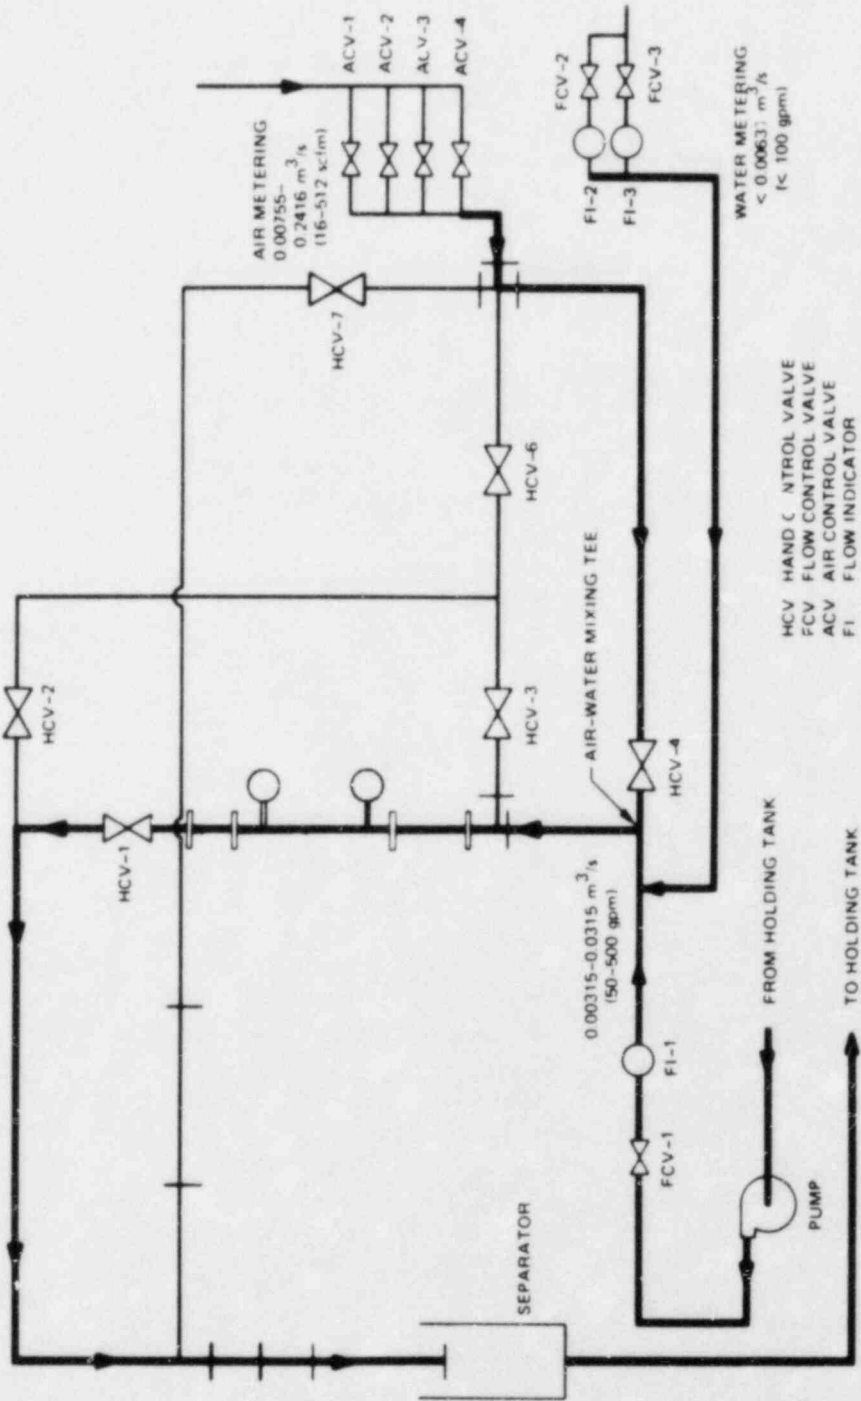 ACV-1
ACV-2
ACV-3
ACV-4
AIR METERING
0.00755–
0.2416 m³/s
(16–512 scfm)
FCV-2
FCV-3
FI-2
FI-3
WATER METERING
< 0.00631 m³/s
(< 100 gpm)
HCV-7
HCV-6
HCV-2
HCV-3
HCV-1
HCV-4
AIR-WATER MIXING TEE
0.00315–0.0315 m³/s
(50–500 gpm)
FI-1
FCV-1
SEPARATOR
PUMP
FROM HOLDING TANK
TO HOLDING TANK
HCV HAND C NTROL VALVE
FCV FLOW CONTROL VALVE
ACV AIR CONTROL VALVE
FI FLOW INDICATOR